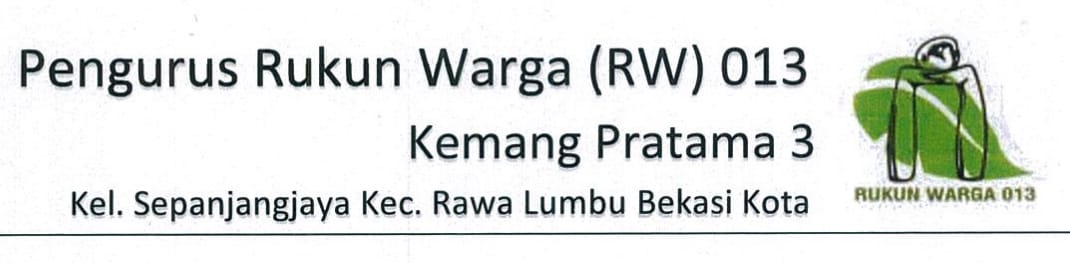 Pengurus Rukun Warga (RW) 013
Kemang Pratama 3
Kel. Sepanjangjaya Kec. Rawa Lumbu Bekasi Kota
RUKUN WARGA 013